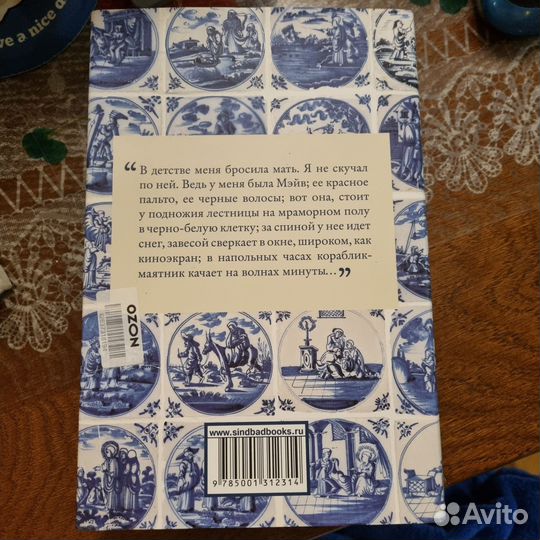 ve a nice d
“ В детстве меня бросила мать. Я не скучал
по ней. Ведь у меня была Мэйв; ее красное
пальто, ее черные волосы; вот она, стоит
у подножия лестницы на мраморном полу
в черно-белую клетку; за спиной у нее идет
снег, завесой сверкает в окне, широком, как
киноэкран; в напольных часах кораблик-
маятник качает на волнах минуты... ”
OZON
www.sindbadbooks.ru
9 785001 312314
Avito